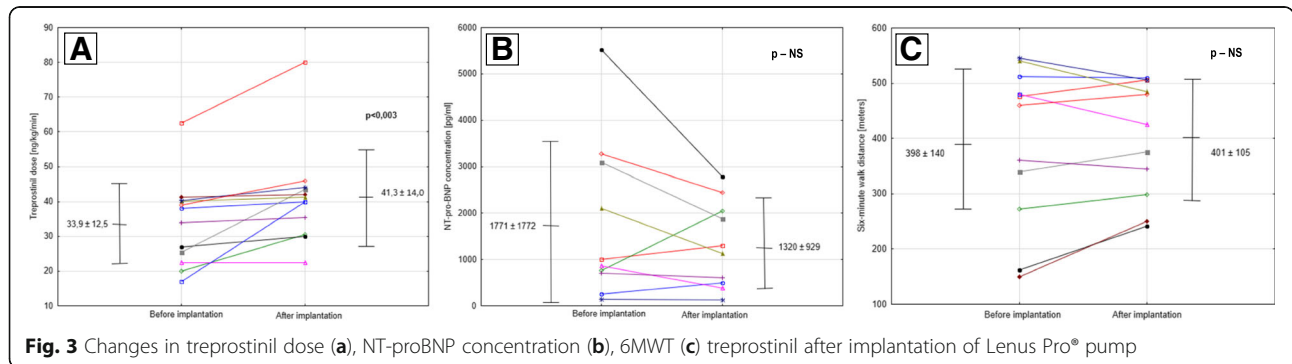 A
Treprostinil dose [ng/kg/min]
90
80
70
60
50
40
30
20
10
33,9 ± 12,5
p<0,003
41,3 ± 14,0
Before implantation After implantation
B
NT-pro-BNP concentration [pg/ml]
6000
5000
4000
3000
2000
1000
0
p – NS
1771 ± 1772
1320 ± 929
Before implantation After implantation
C
Six-minute walk distance [meters]
600
500
400
300
200
100
p – NS
398 ± 140
401 ± 105
Before implantation After implantation
Fig. 3 Changes in treprostinil dose (a), NT-proBNP concentration (b), 6MWT (c) treprostinil after implantation of Lenus Pro® pump